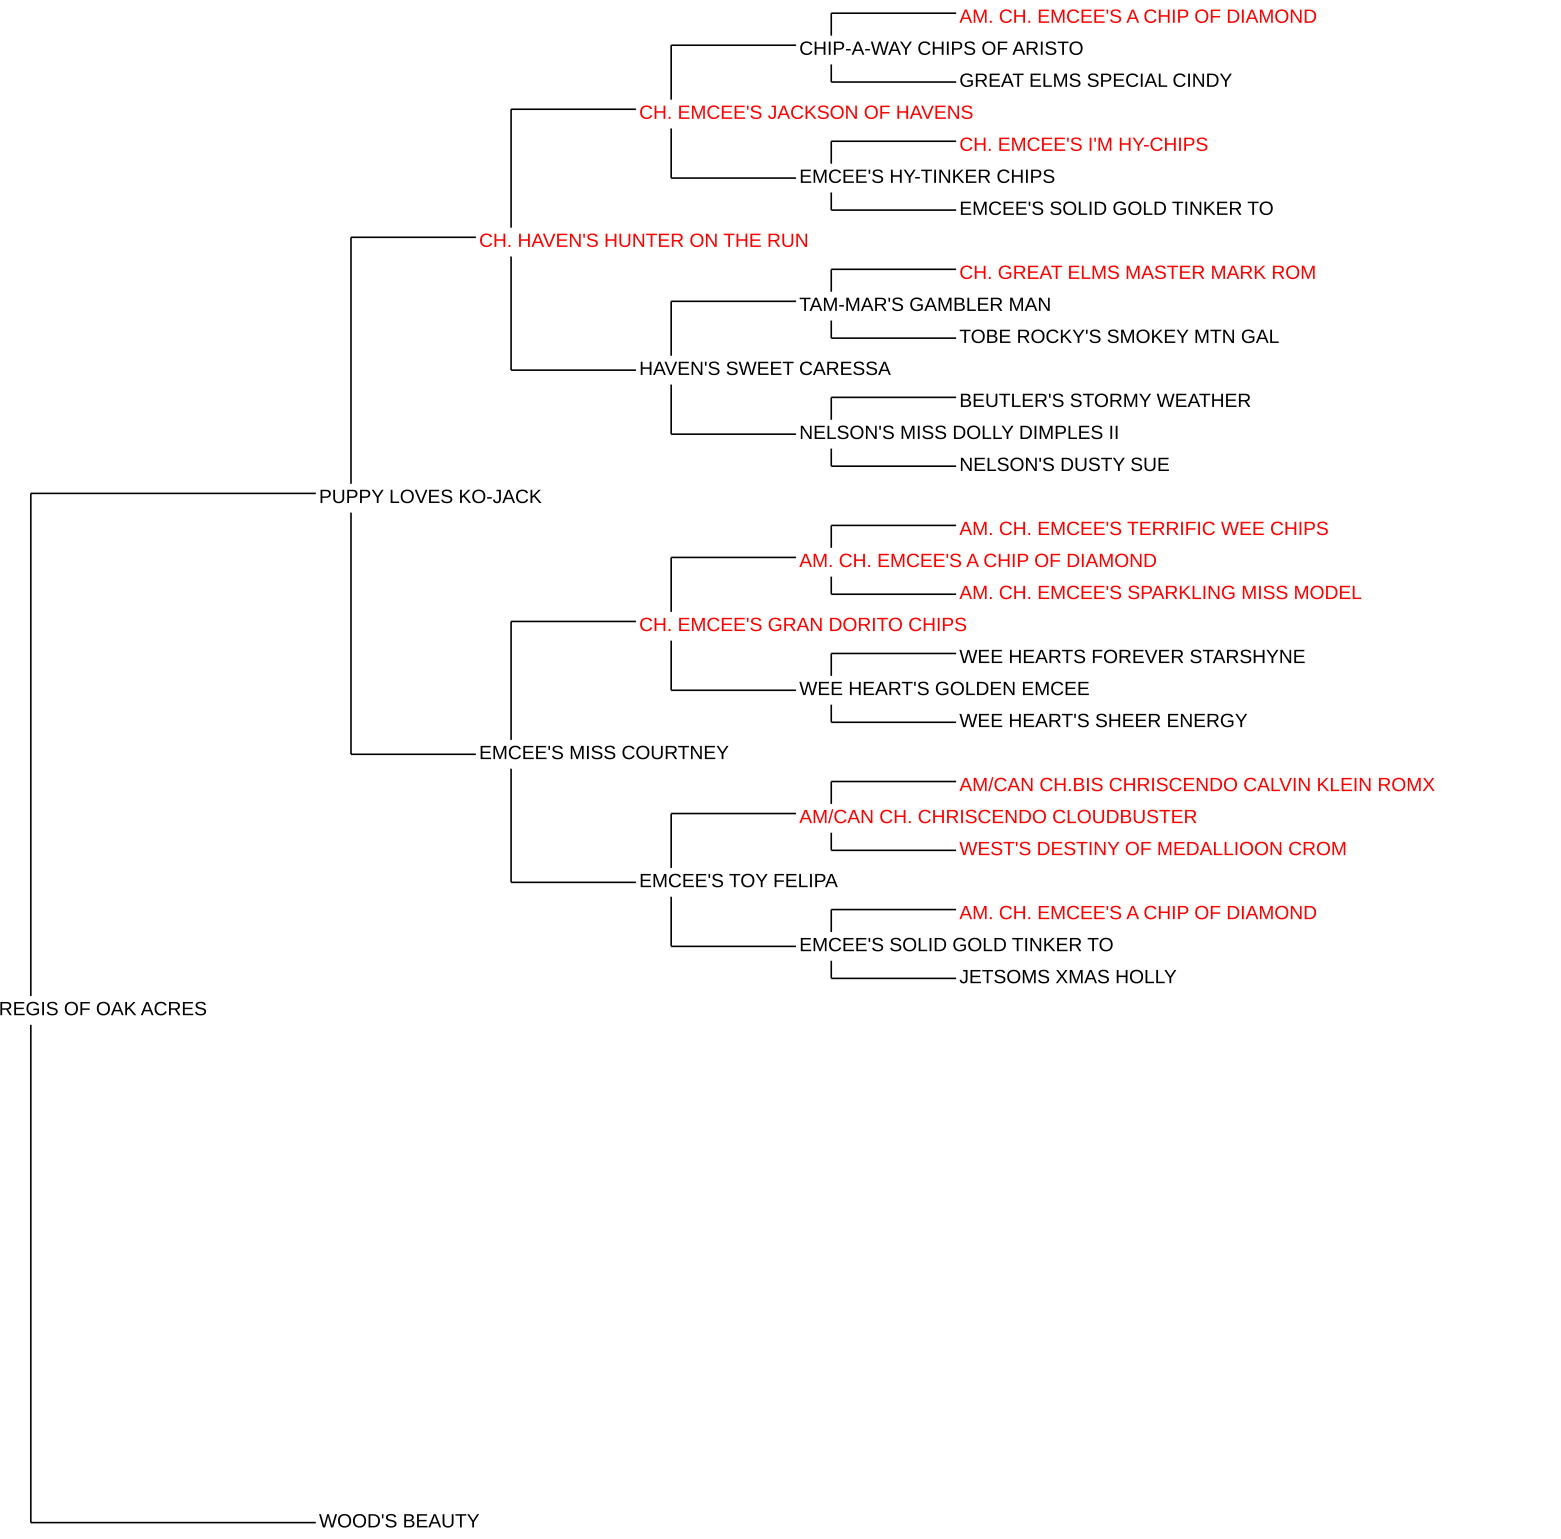 AM. CH. EMCEE'S A CHIP OF DIAMOND
CHIP-A-WAY CHIPS OF ARISTO
GREAT ELMS SPECIAL CINDY
CH. EMCEE'S JACKSON OF HAVENS
CH. EMCEE'S I'M HY-CHIPS
EMCEE'S HY-TINKER CHIPS
EMCEE'S SOLID GOLD TINKER TO
CH. HAVEN'S HUNTER ON THE RUN
CH. GREAT ELMS MASTER MARK ROM
TAM-MAR'S GAMBLER MAN
TOBE ROCKY'S SMOKEY MTN GAL
HAVEN'S SWEET CARESSA
BEUTLER'S STORMY WEATHER
NELSON'S MISS DOLLY DIMPLES II
NELSON'S DUSTY SUE
PUPPY LOVES KO-JACK
AM. CH. EMCEE'S TERRIFIC WEE CHIPS
AM. CH. EMCEE'S A CHIP OF DIAMOND
AM. CH. EMCEE'S SPARKLING MISS MODEL
CH. EMCEE'S GRAN DORITO CHIPS
WEE HEARTS FOREVER STARSHYNE
WEE HEART'S GOLDEN EMCEE
WEE HEART'S SHEER ENERGY
EMCEE'S MISS COURTNEY
AM/CAN CH.BIS CHRISCENDO CALVIN KLEIN ROMX
AM/CAN CH. CHRISCENDO CLOUDBUSTER
WEST'S DESTINY OF MEDALLIOON CROM
EMCEE'S TOY FELIPA
AM. CH. EMCEE'S A CHIP OF DIAMOND
EMCEE'S SOLID GOLD TINKER TO
JETSOMS XMAS HOLLY
REGIS OF OAK ACRES
WOOD'S BEAUTY